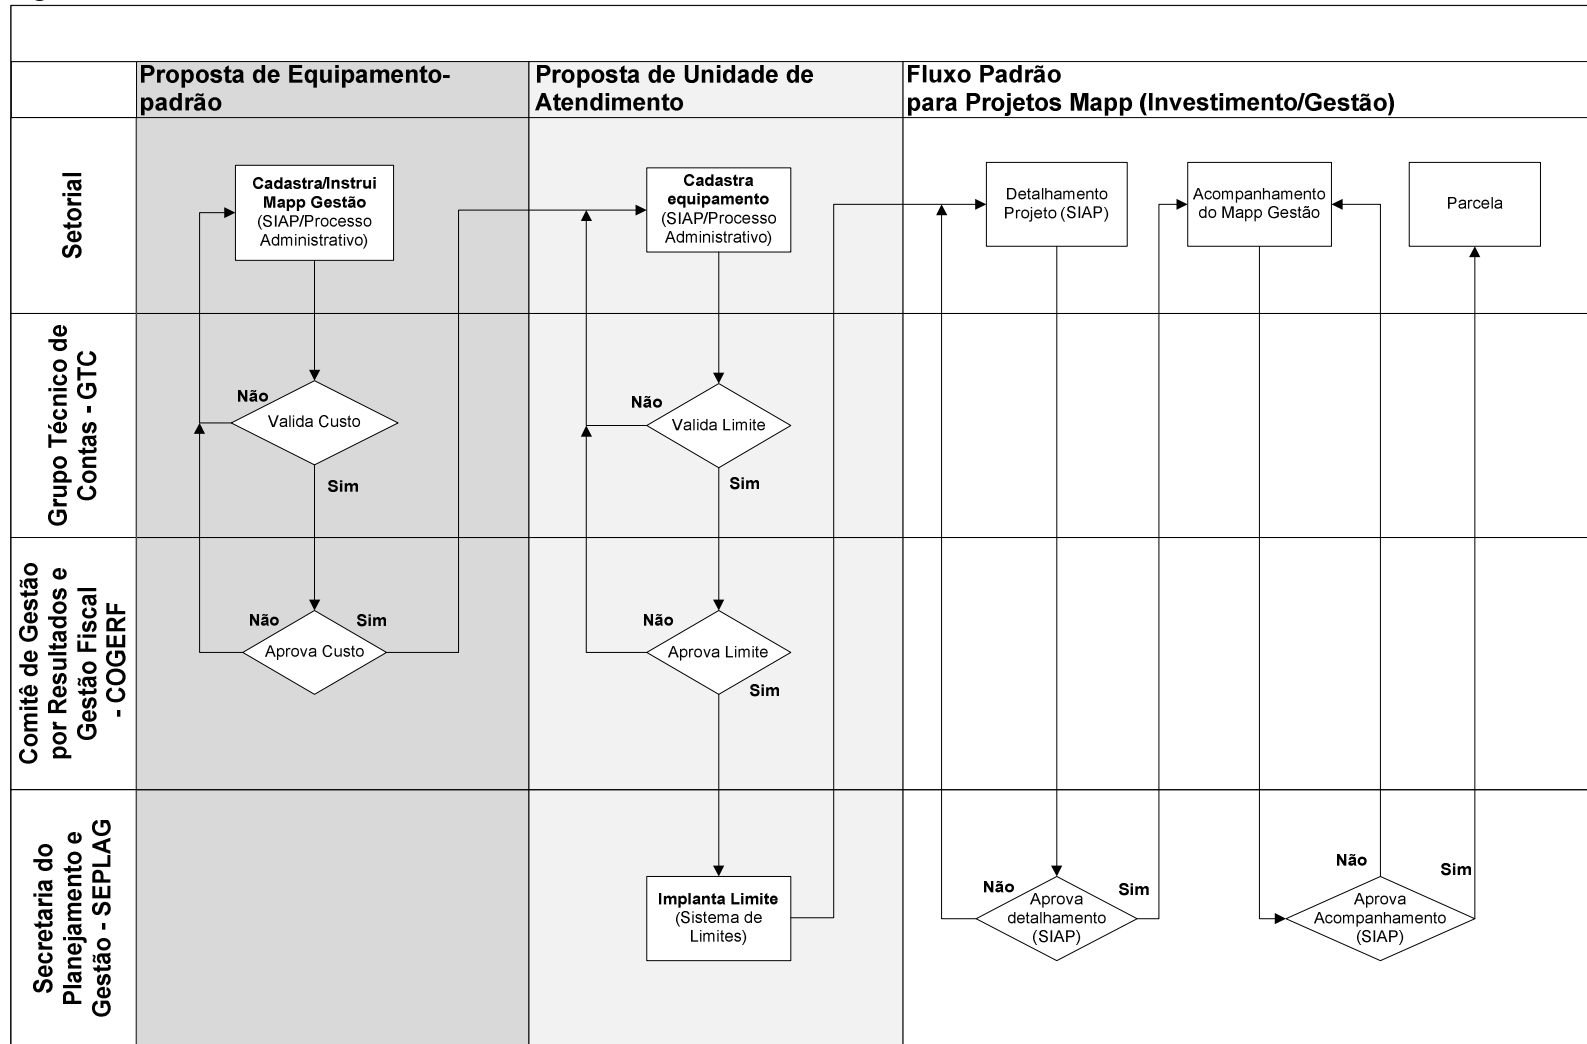 Proposta de Equipamento-
padrão
Proposta de Unidade de
Atendimento
Fluxo Padrão
para Projetos Mapp (Investimento/Gestão)
Setorial
Cadastra/Instrui
Mapp Gestão
(SIAP/Processo
Administrativo)
Cadastra
equipamento
(SIAP/Processo
Administrativo)
Detalhamento
Projeto (SIAP)
Acompanhamento
do Mapp Gestão
Parcela
Grupo Técnico de
Contas - GTC
Não
Valida Custo
Sim
Não
Valida Limite
Sim
Comitê de Gestão
por Resultados e
Gestão Fiscal
- COGERF
Não
Sim
Aprova Custo
Não
Aprova Limite
Sim
Secretaria do
Planejamento e
Gestão - SEPLAG
Implanta Limite
(Sistema de
Limites)
Não
Sim
Aprova
detalhamento
(SIAP)
Não
Sim
Aprova
Acompanhamento
(SIAP)